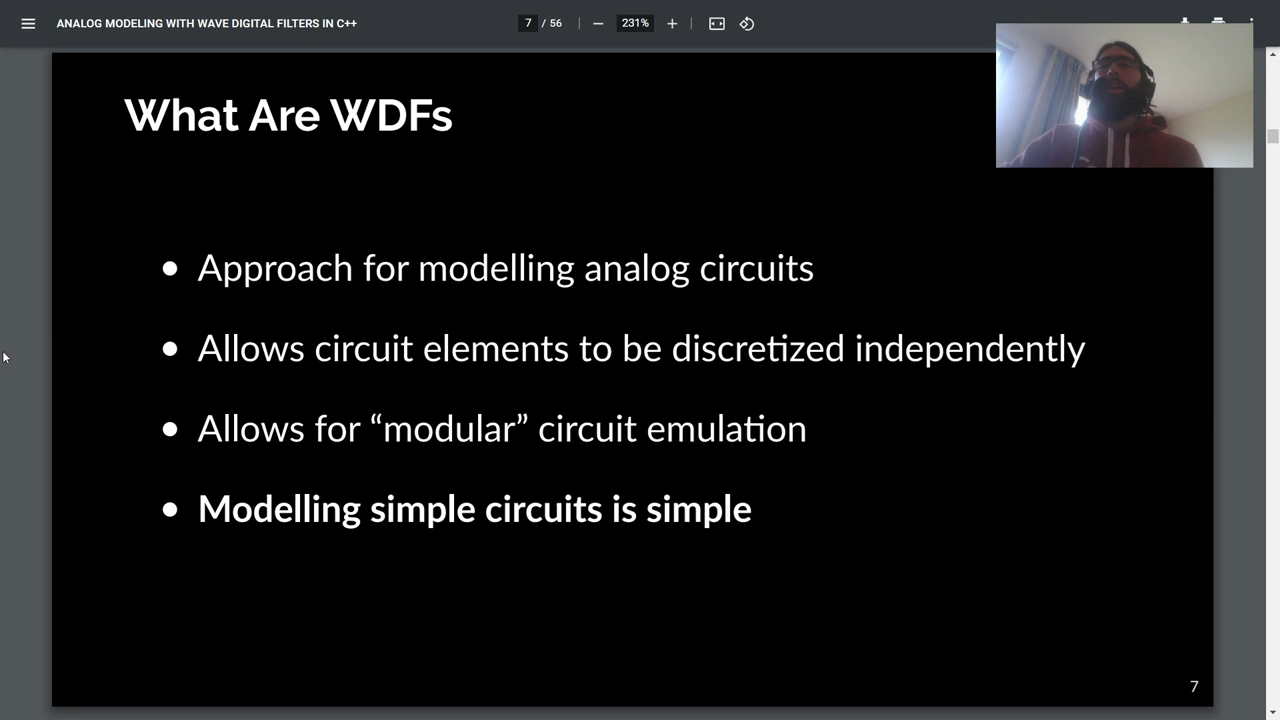 ANALOG MODELING WITH WAVE DIGITAL FILTERS IN C++
7 / 56
231%
What Are WDFs
• Approach for modelling analog circuits
• Allows circuit elements to be discretized independently
• Allows for “modular” circuit emulation
• Modelling simple circuits is simple
7